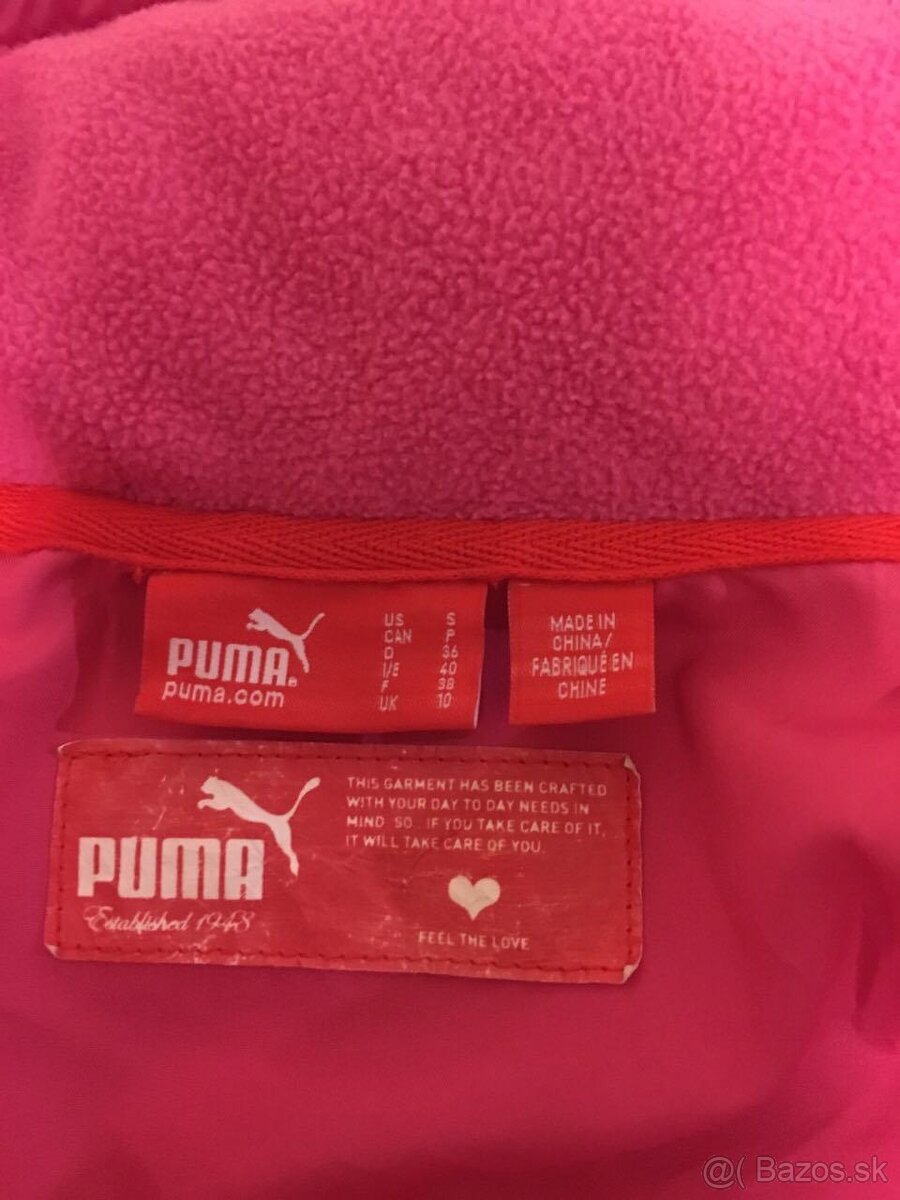 PUMA®
puma.com
US S
CAN P
D 36
I/E 40
F 38
UK 10
MADE IN
CHINA/
FABRIQUÉ EN
CHINE
PUMA
Established 1948
THIS GARMENT HAS BEEN CRAFTED
WITH YOUR DAY TO DAY NEEDS IN
MIND. SO.. IF YOU TAKE CARE OF IT,
IT WILL TAKE CARE OF YOU.
FEEL THE LOVE
@( Bazos.sk